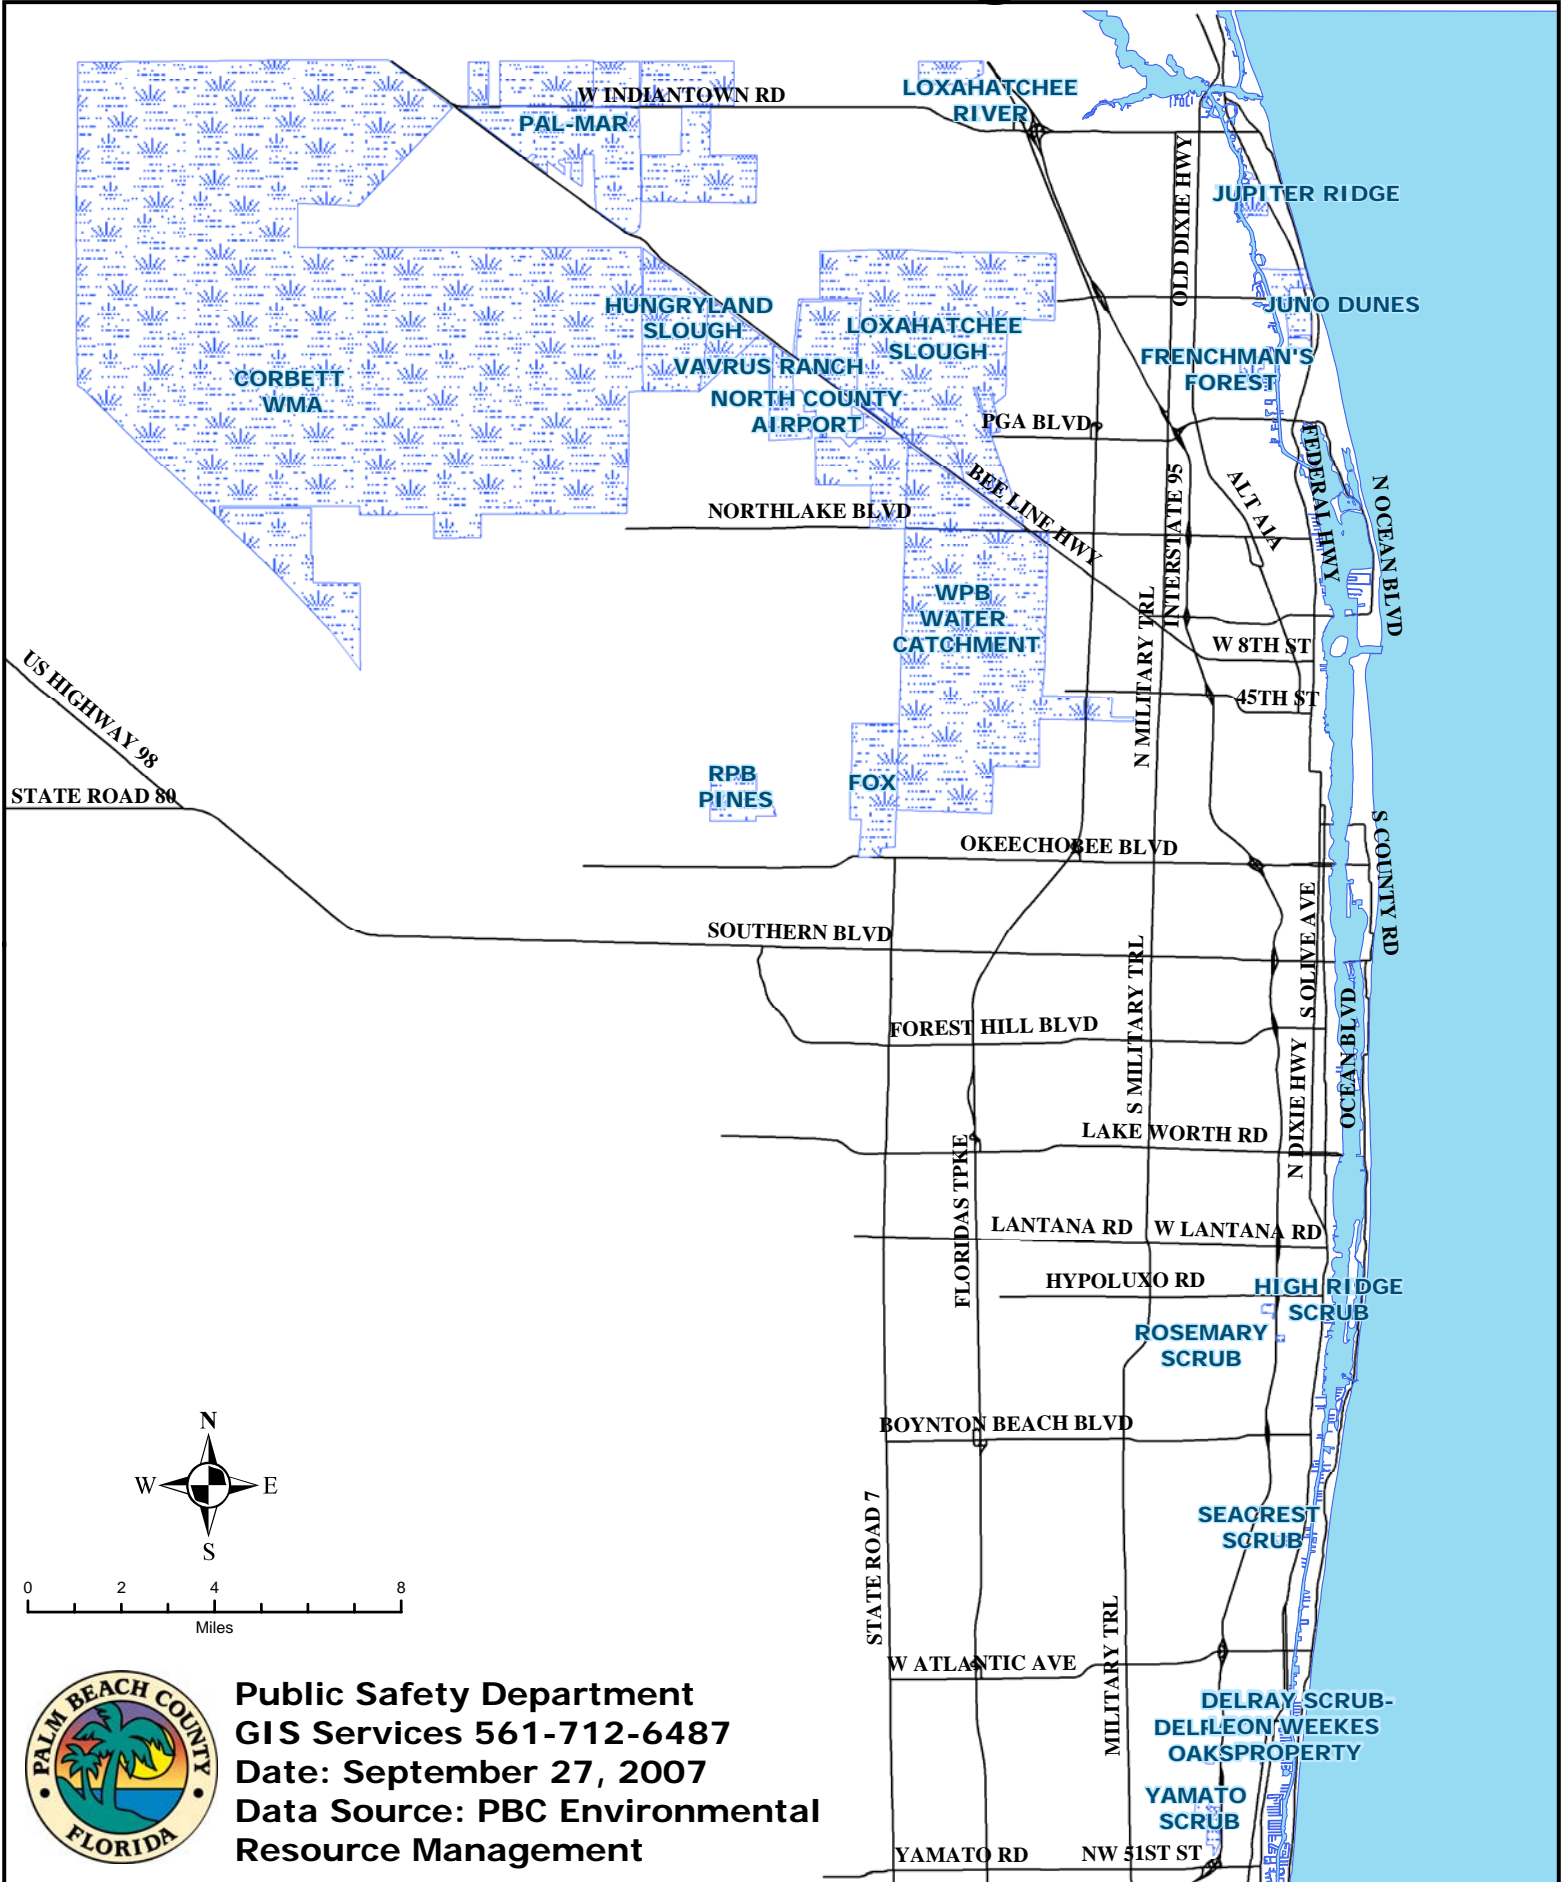 W INDIANTOWN RD
PAL-MAR
LOXAHATCHEE
RIVER
OLD DIXIE HWY
JUPITER RIDGE
HUNGRYLAND
SLOUGH
VAVRUS RANCH
LOXAHATCHEE
SLOUGH
JUNO DUNES
FRENCHMAN'S
FOREST
CORBETT
WMA
NORTH COUNTY
AIRPORT
PGA BLVD
BEE LINE HWY
INTERSTATE 95
ALT A1A
FEDERAL HWY
N OCEAN BLVD
NORTHLAKE BLVD
WPB
WATER
CATCHMENT
N MILITARY TRL
W 8TH ST
45TH ST
US HIGHWAY 98
STATE ROAD 80
RPB
PINES
FOX
OKEECHOBEE BLVD
S COUNTY RD
SOUTHERN BLVD
S OLIVE AVE
S MILITARY TRL
OCEAN BLVD
FOREST HILL BLVD
N DIXIE HWY
LAKE WORTH RD
FLORIDAS TPKE
LANTANA RD
W LANTANA RD
HYPOLUXO RD
HIGH RIDGE
SCRUB
ROSEMARY
SCRUB
BOYNTON BEACH BLVD
N
W E
S
STATE ROAD 7
SEACREST
SCRUB
0 2 4 8
Miles
MILITARY TRL
W ATLANTIC AVE
DELRAY SCRUB-
LEON WEEKES
PROPERTY
OAKS
YAMATO
SCRUB
YAMATO RD
NW 51ST ST
PALM BEACH COUNTY
FLORIDA
Public Safety Department
GIS Services 561-712-6487
Date: September 27, 2007
Data Source: PBC Environmental
Resource Management